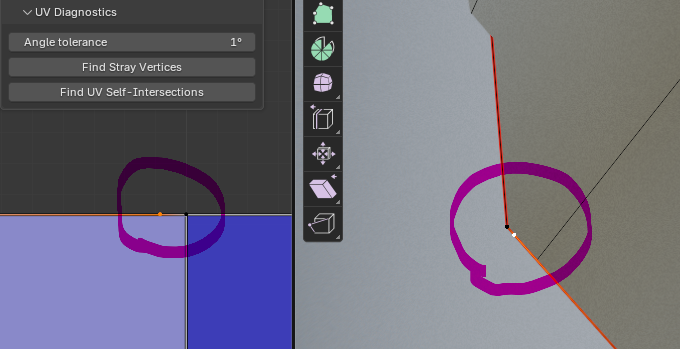 UV Diagnostics
Angle tolerance 1°
Find Stray Vertices
Find UV Self-Intersections